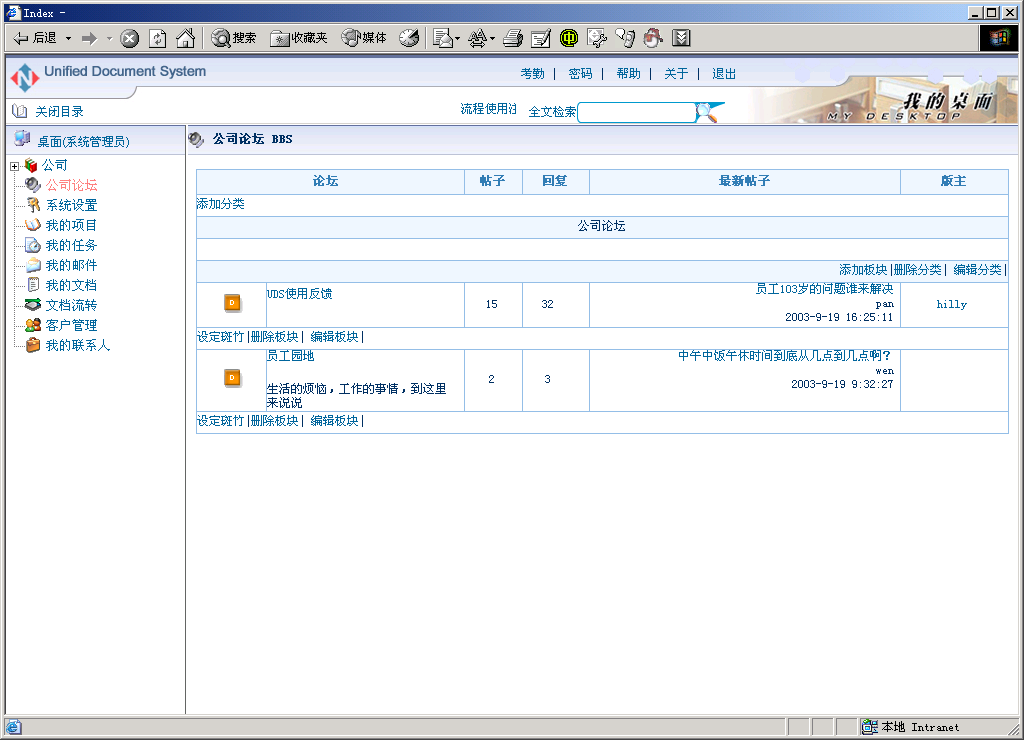 Index -
后退 搜索 收藏夹 媒体
Unified Document System
考勤 | 密码 | 帮助 | 关于 | 退出
关闭目录
流程使用注 全文检索
我的桌面
MY DESKTOP
桌面(系统管理员)
公司
公司论坛
系统设置
我的项目
我的任务
我的邮件
我的文档
文档流转
客户管理
我的联系人
公司论坛 BBS
论坛 帖子 回复 最新帖子 版主
添加分类
公司论坛
添加板块|删除分类| 编辑分类|
D UDS使用反馈 15 32 员工103岁的问题谁来解决 hilly
pan
2003-9-19 16:25:11
设定斑竹|删除板块| 编辑板块|
D 员工园地 2 3 中午中饭午休时间到底从几点到几点啊?
wen
2003-9-19 9:32:27
生活的烦恼，工作的事情，到这里
来说说
设定斑竹|删除板块| 编辑板块|
本地 Intranet